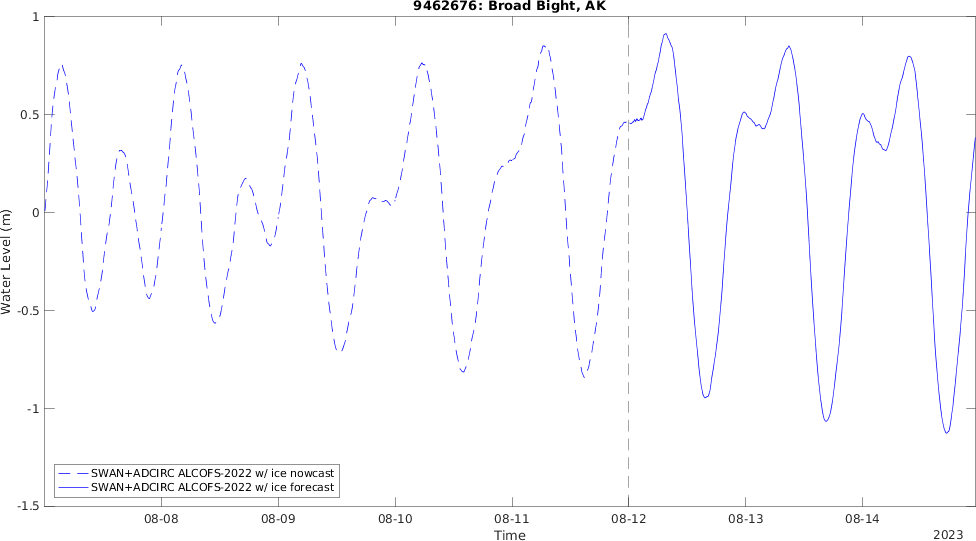 9462676: Broad Bight, AK
1
0.5
0
-0.5
-1
-1.5
Water Level (m)
SWAN+ADCIRC ALCOFS-2022 w/ ice nowcast
SWAN+ADCIRC ALCOFS-2022 w/ ice forecast
08-08 08-09 08-10 08-11 08-12 08-13 08-14
Time
2023